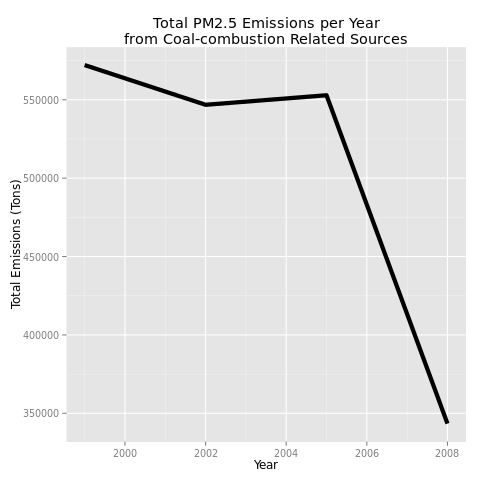 Total PM2.5 Emissions per Year
from Coal-combustion Related Sources
Total Emissions (Tons)
550000
500000
450000
400000
350000
2000
2002
2004
2006
2008
Year